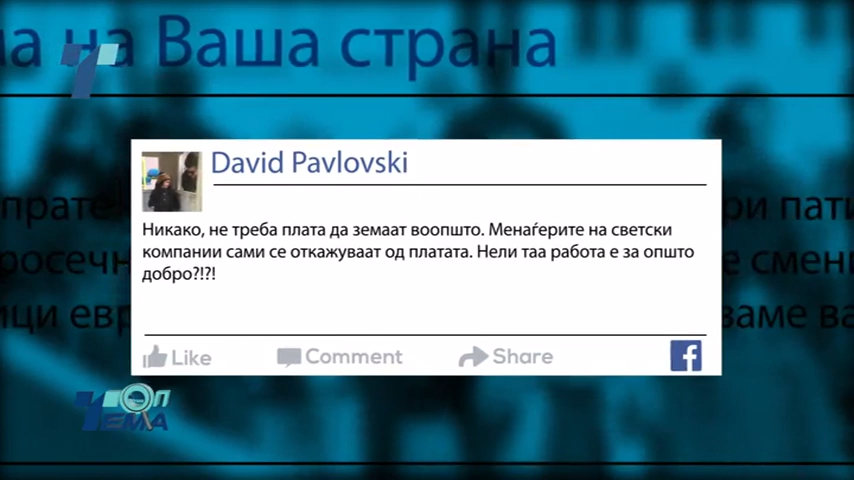 на Ваша страна
David Pavlovski
Никако, не треба плата да земаат воопшто. Менаѓерите на светски
компании сами се откажуваат од платата. Нели таа работа е за општо
добро?!?!
Like Comment Share
ТОП
ТЕМА